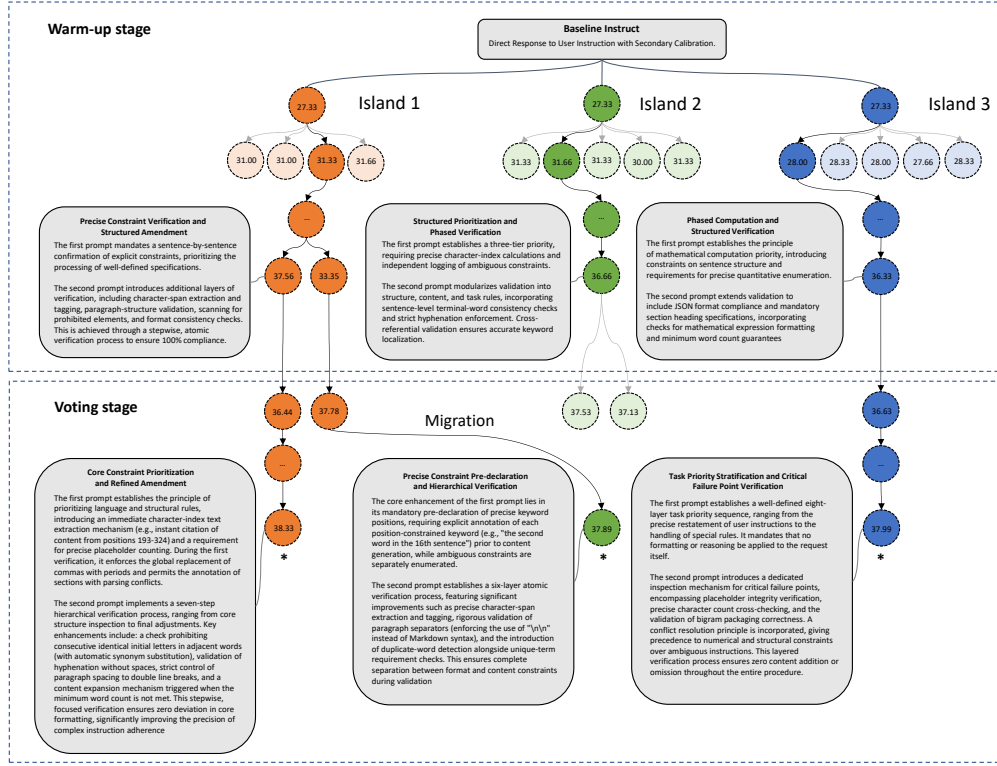 Warm-up stage
Baseline Instruct
Direct Response to User Instruction with Secondary Calibration.
Island 1
Island 2
Island 3
27.33
27.33
27.33
31.00
31.00
31.33
31.66
31.33
31.66
31.33
30.00
31.33
28.00
28.33
28.00
27.66
28.33
...
...
...
Precise Constraint Verification and
Structured Amendment
The first prompt mandates a sentence-by-sentence
confirmation of explicit constraints, prioritizing
the processing of well-defined specifications.
The second prompt introduces additional layers of
verification, including character-span extraction and
tagging, paragraph-structure validation, scanning for
prohibited elements, and format consistency checks.
This is achieved through a stepwise, atomic
verification process to ensure 100% compliance.
37.56
33.35
Structured Prioritization and
Phased Verification
The first prompt establishes a three-tier priority,
requiring precise character-index calculations and
independent logging of ambiguous constraints.
The second prompt modularizes validation into
structure, content, and task rules, incorporating
sentence-level terminal-word consistency checks
and strict hyphenation enforcement. Cross-
referential validation ensures accurate keyword
localization.
36.66
Phased Computation and
Structured Verification
The first prompt establishes the principle
of mathematical computation priority, introducing
constraints on sentence structure and
requirements for precise quantitative enumeration.
The second prompt extends validation to
include JSON format compliance and mandatory
section heading specifications, incorporating
checks for mathematical expression formatting
and minimum word count guarantees
36.33
Voting stage
36.44
37.78
Migration
37.53
37.13
36.63
...
...
Core Constraint Prioritization
and Refined Amendment
The first prompt establishes the principle of
prioritizing language and structural rules,
introducing an immediate character-index text
extraction mechanism (e.g., instant citation of
content from positions 193-324) and a requirement
for precise placeholder counting. During the first
verification, it enforces the global replacement of
commas with periods and permits the annotation of
sections with parsing conflicts.
The second prompt implements a seven-step
hierarchical verification process, ranging from core
structure inspection to final adjustments. Key
enhancements include: a check prohibiting
consecutive identical initial letters in adjacent words
(with automatic synonym substitution), validation of
hyphenation without spaces, strict control of
paragraph spacing to double line breaks, and a
content expansion mechanism triggered when the
minimum word count is not met. This stepwise,
focused verification ensures zero deviation in core
formatting, significantly improving the precision of
complex instruction adherence
38.33
*
Precise Constraint Pre-declaration
and Hierarchical Verification
The core enhancement of the first prompt lies in
its mandatory pre-declaration of precise keyword
positions, requiring explicit annotation of each
position-constrained keyword (e.g., "the second
word in the 16th sentence") prior to content
generation, while ambiguous constraints are
separately enumerated.
The second prompt establishes a six-layer atomic
verification process, featuring significant
improvements such as precise character-span
extraction and tagging, rigorous validation of
paragraph separators (enforcing the use of "\n\n"
instead of Markdown syntax), and the introduction
of duplicate-word detection alongside unique-term
requirement checks. This ensures complete
separation between format and content constraints
during validation
37.89
*
Task Priority Stratification and Critical
Failure Point Verification
The first prompt establishes a well-defined eight-
layer task priority sequence, ranging from the
precise restatement of user instructions to the
handling of special rules. It mandates that no
formatting or reasoning be applied to the request
itself.
The second prompt introduces a dedicated
inspection mechanism for critical failure points,
encompassing placeholder integrity verification,
precise character count cross-checking, and the
validation of bigram packaging correctness. A
conflict resolution principle is incorporated, giving
precedence to numerical and structural constraints
over ambiguous instructions. This layered
verification process ensures zero content addition or
omission throughout the entire procedure.
37.99
*